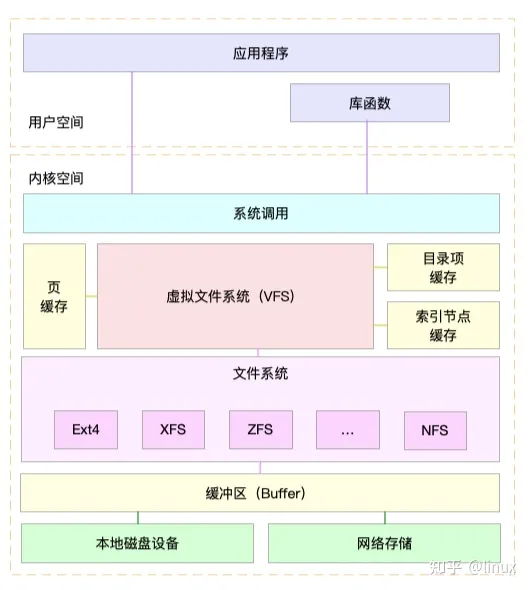 应用程序
库函数
用户空间
内核空间
系统调用
页
缓存
虚拟文件系统（VFS）
目录项
缓存
索引节点
缓存
文件系统
Ext4
XFS
ZFS
...
NFS
缓冲区（Buffer）
本地磁盘设备
网络存储
知乎 @linux